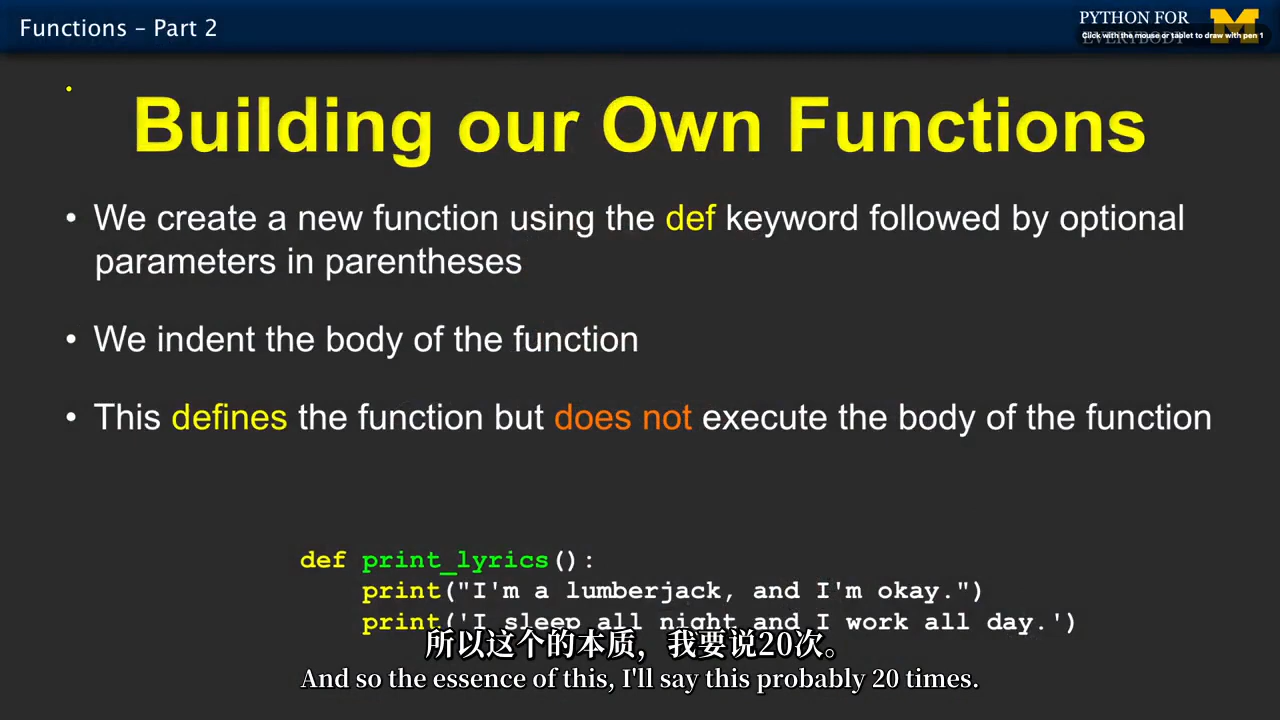 Functions – Part 2
PYTHON FOR
EVERYBODY
Click with the mouse or tablet to draw with pen 1
Building our Own Functions
• We create a new function using the def keyword followed by optional
parameters in parentheses
• We indent the body of the function
• This defines the function but does not execute the body of the function
def print_lyrics():
    print("I'm a lumberjack, and I'm okay.")
    print('I sleep all night and I work all day.')
所以这个的本质，我要说20次。
And so the essence of this, I'll say this probably 20 times.